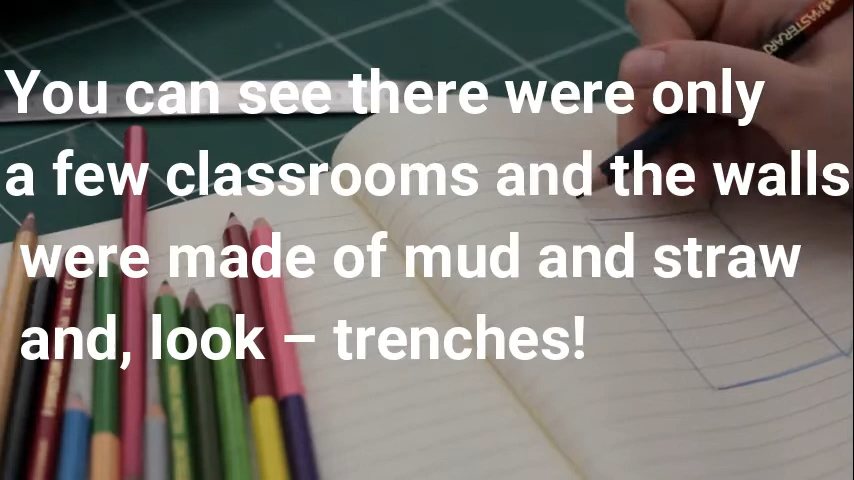 You can see there were only
a few classrooms and the walls
were made of mud and straw
and, look – trenches!
MASTERART